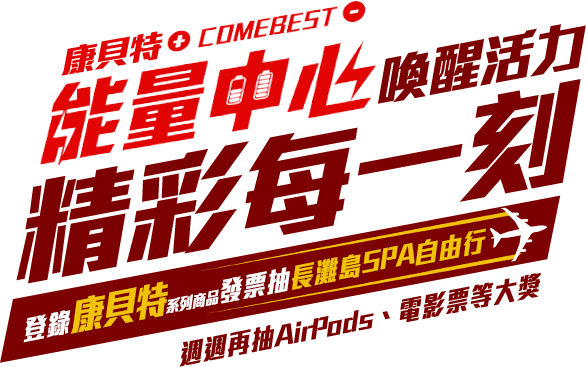 康貝特 + COMEBEST -
能量中心 喚醒活力
精彩每一刻
登錄康貝特系列商品發票抽長灘島SPA自由行
週週再抽AirPods、電影票等大獎